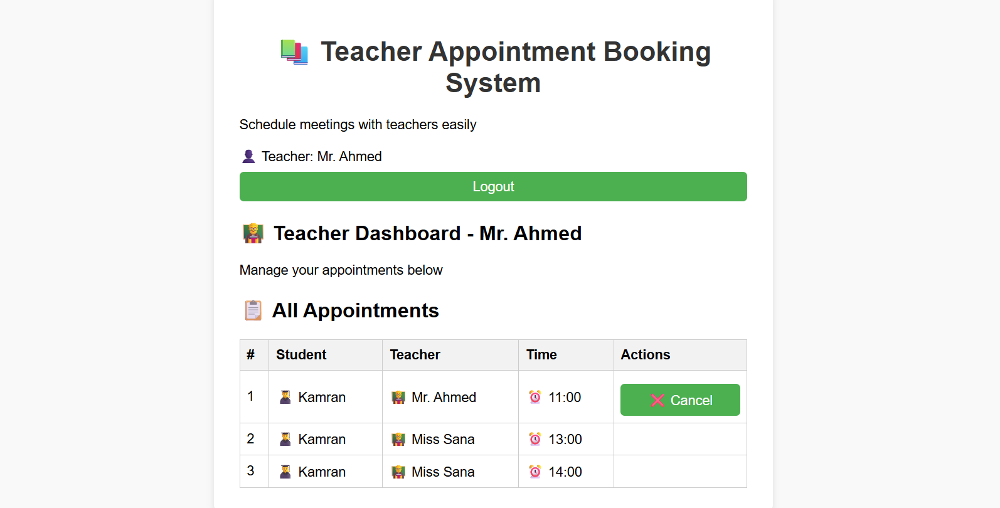 Teacher Appointment Booking
System
Schedule meetings with teachers easily
Teacher: Mr. Ahmed
Logout
Teacher Dashboard - Mr. Ahmed
Manage your appointments below
All Appointments
# Student Teacher Time Actions
1 Kamran Mr. Ahmed 11:00 Cancel
2 Kamran Miss Sana 13:00
3 Kamran Miss Sana 14:00